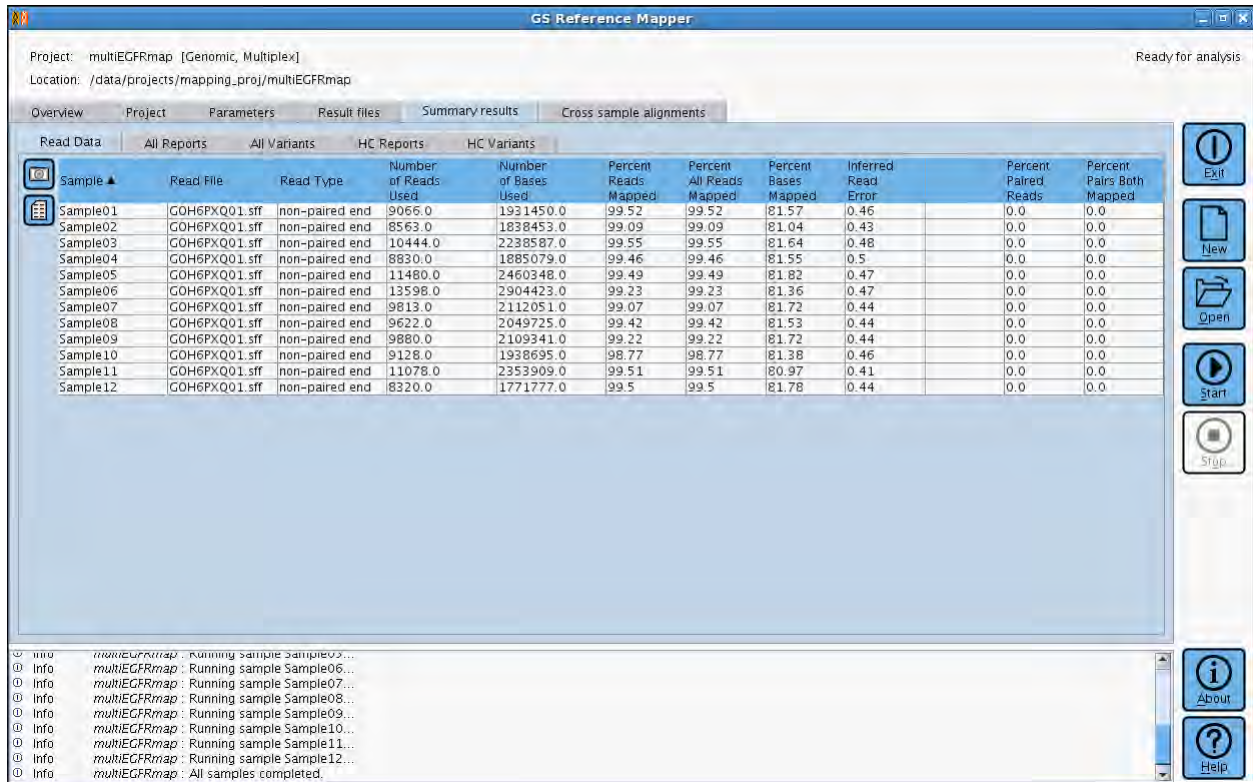 GS Reference Mapper
Project: multiEGFRmap [Genomic, Multiplex]
Ready for analysis
Location: /data/projects/mapping_proj/multiEGFRmap
Overview Project Parameters Result files Summary results Cross sample alignments
Read Data All Reports All Variants HC Reports HC Variants
Sample Read File Read Type Number of Reads Used Number of Bases Used Percent Reads Mapped Percent All Reads Mapped Percent Bases Mapped Inferred Read Error Percent Paired Reads Percent Pairs Both Mapped
Sample01 GOH6PXQ01.sff non-paired end 9066.0 1931450.0 99.52 99.52 81.57 0.46 0.0 0.0
Sample02 GOH6PXQ01.sff non-paired end 8563.0 1838453.0 99.09 99.09 81.04 0.43 0.0 0.0
Sample03 GOH6PXQ01.sff non-paired end 10444.0 2238587.0 99.55 99.55 81.64 0.48 0.0 0.0
Sample04 GOH6PXQ01.sff non-paired end 8830.0 1885079.0 99.46 99.46 81.55 0.5 0.0 0.0
Sample05 GOH6PXQ01.sff non-paired end 11480.0 2460348.0 99.49 99.49 81.82 0.47 0.0 0.0
Sample06 GOH6PXQ01.sff non-paired end 13598.0 2904423.0 99.23 99.23 81.36 0.47 0.0 0.0
Sample07 GOH6PXQ01.sff non-paired end 9813.0 2112051.0 99.07 99.07 81.72 0.44 0.0 0.0
Sample08 GOH6PXQ01.sff non-paired end 9622.0 2049725.0 99.42 99.42 81.53 0.44 0.0 0.0
Sample09 GOH6PXQ01.sff non-paired end 9880.0 2109341.0 99.22 99.22 81.72 0.44 0.0 0.0
Sample10 GOH6PXQ01.sff non-paired end 9128.0 1938695.0 98.77 98.77 81.38 0.46 0.0 0.0
Sample11 GOH6PXQ01.sff non-paired end 11078.0 2353909.0 99.51 99.51 80.97 0.41 0.0 0.0
Sample12 GOH6PXQ01.sff non-paired end 8320.0 1771777.0 99.5 99.5 81.78 0.44 0.0 0.0
Exit
New
Open
Start
Stop
Info multiEGFRmap : Running sample Sample05...
Info multiEGFRmap : Running sample Sample06...
Info multiEGFRmap : Running sample Sample07...
Info multiEGFRmap : Running sample Sample08...
Info multiEGFRmap : Running sample Sample09...
Info multiEGFRmap : Running sample Sample10...
Info multiEGFRmap : Running sample Sample11...
Info multiEGFRmap : Running sample Sample12...
Info multiEGFRmap : All samples completed.
About
Help